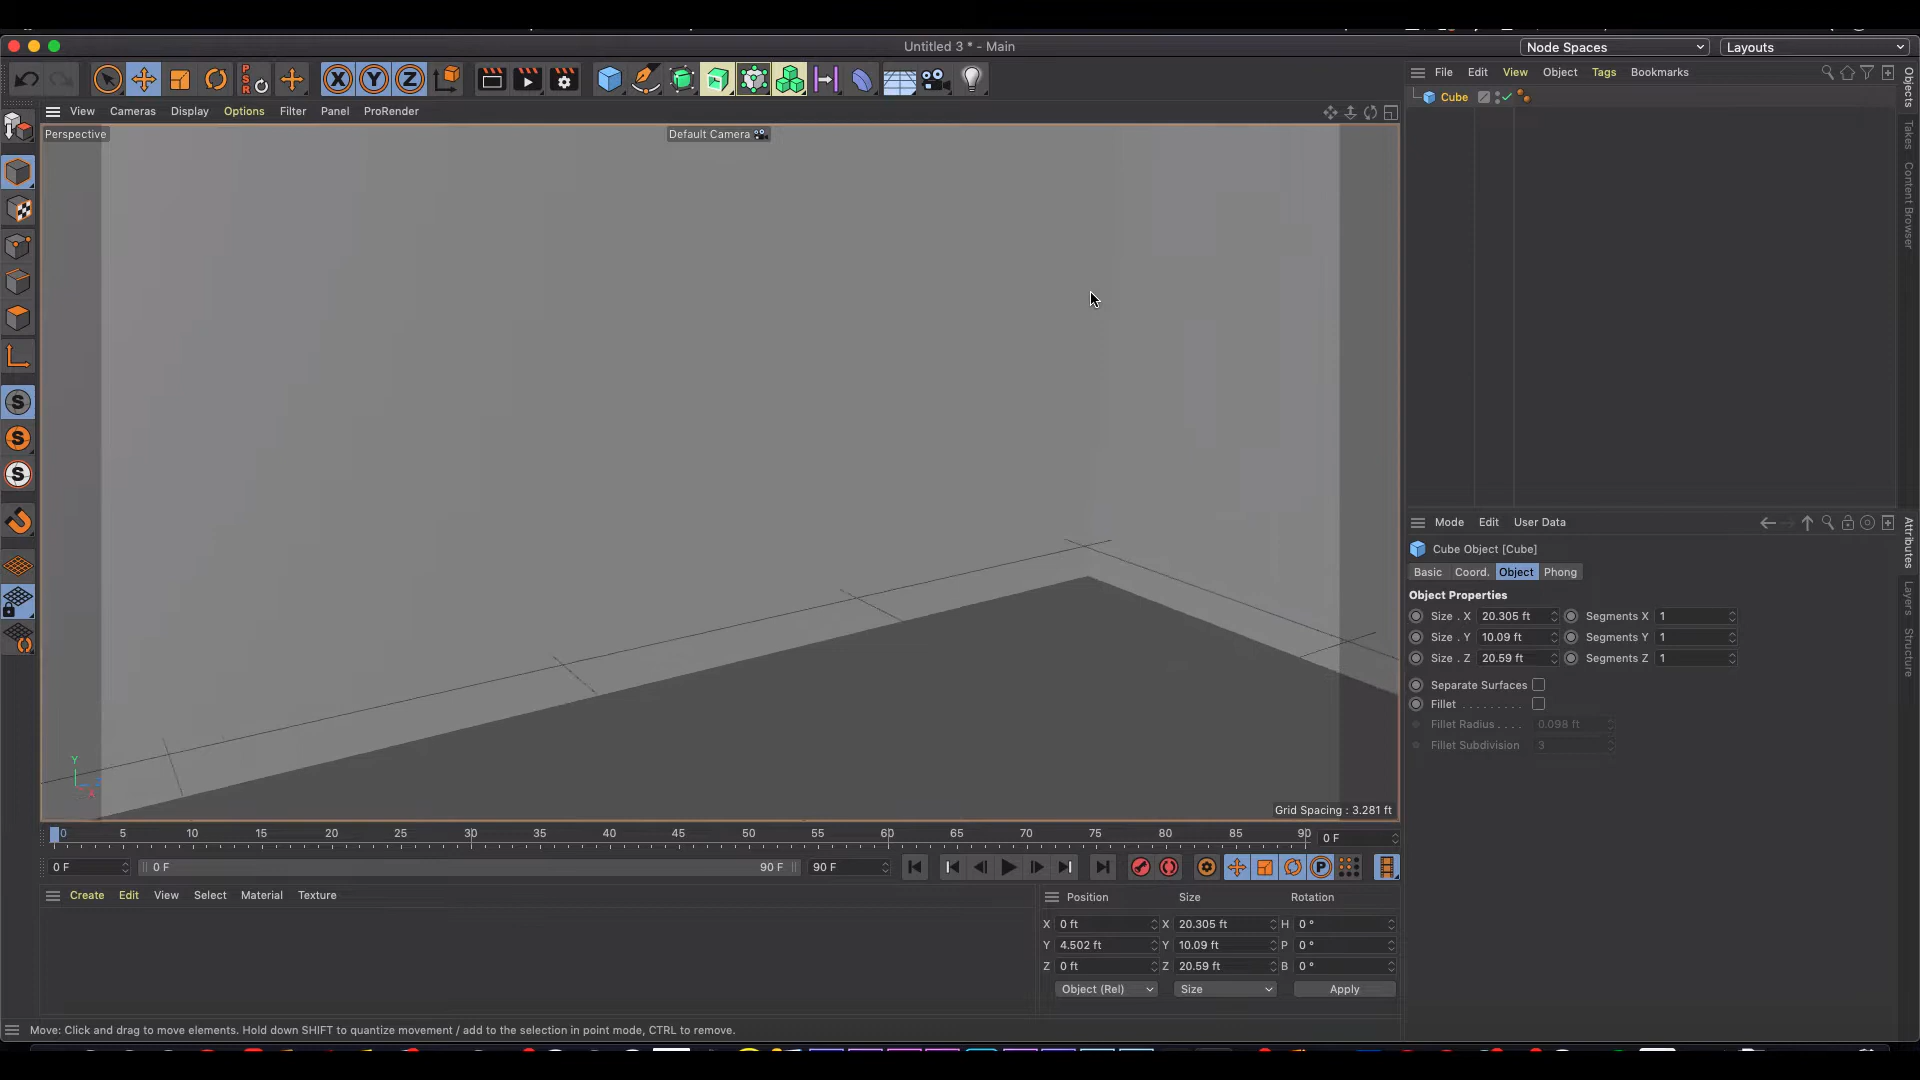 Untitled 3 * - Main
Node Spaces
Layouts
P
S
R
X Y Z
File Edit View Object Tags Bookmarks
Cube
View Cameras Display Options Filter Panel ProRender
Perspective
Default Camera
Objects
Takes
Content Browser
S
S
S
Y
X
Grid Spacing : 3.281 ft
Mode Edit User Data
Cube Object [Cube]
Basic Coord. Object Phong
Object Properties
Size . X 20.305 ft Segments X 1
Size . Y 10.09 ft Segments Y 1
Size . Z 20.59 ft Segments Z 1
Separate Surfaces
Fillet . . . . . . . . .
Fillet Radius . . . . 0.098 ft
Fillet Subdivision 3
Attributes
Layers
Structure
0 5 10 15 20 25 30 35 40 45 50 55 60 65 70 75 80 85 90 0 F
0 F 0 F 90 F 90 F P
Create Edit View Select Material Texture
Position Size Rotation
X 0 ft X 20.305 ft H 0 °
Y 4.502 ft Y 10.09 ft P 0 °
Z 0 ft Z 20.59 ft B 0 °
Object (Rel) Size Apply
Move: Click and drag to move elements. Hold down SHIFT to quantize movement / add to the selection in point mode, CTRL to remove.